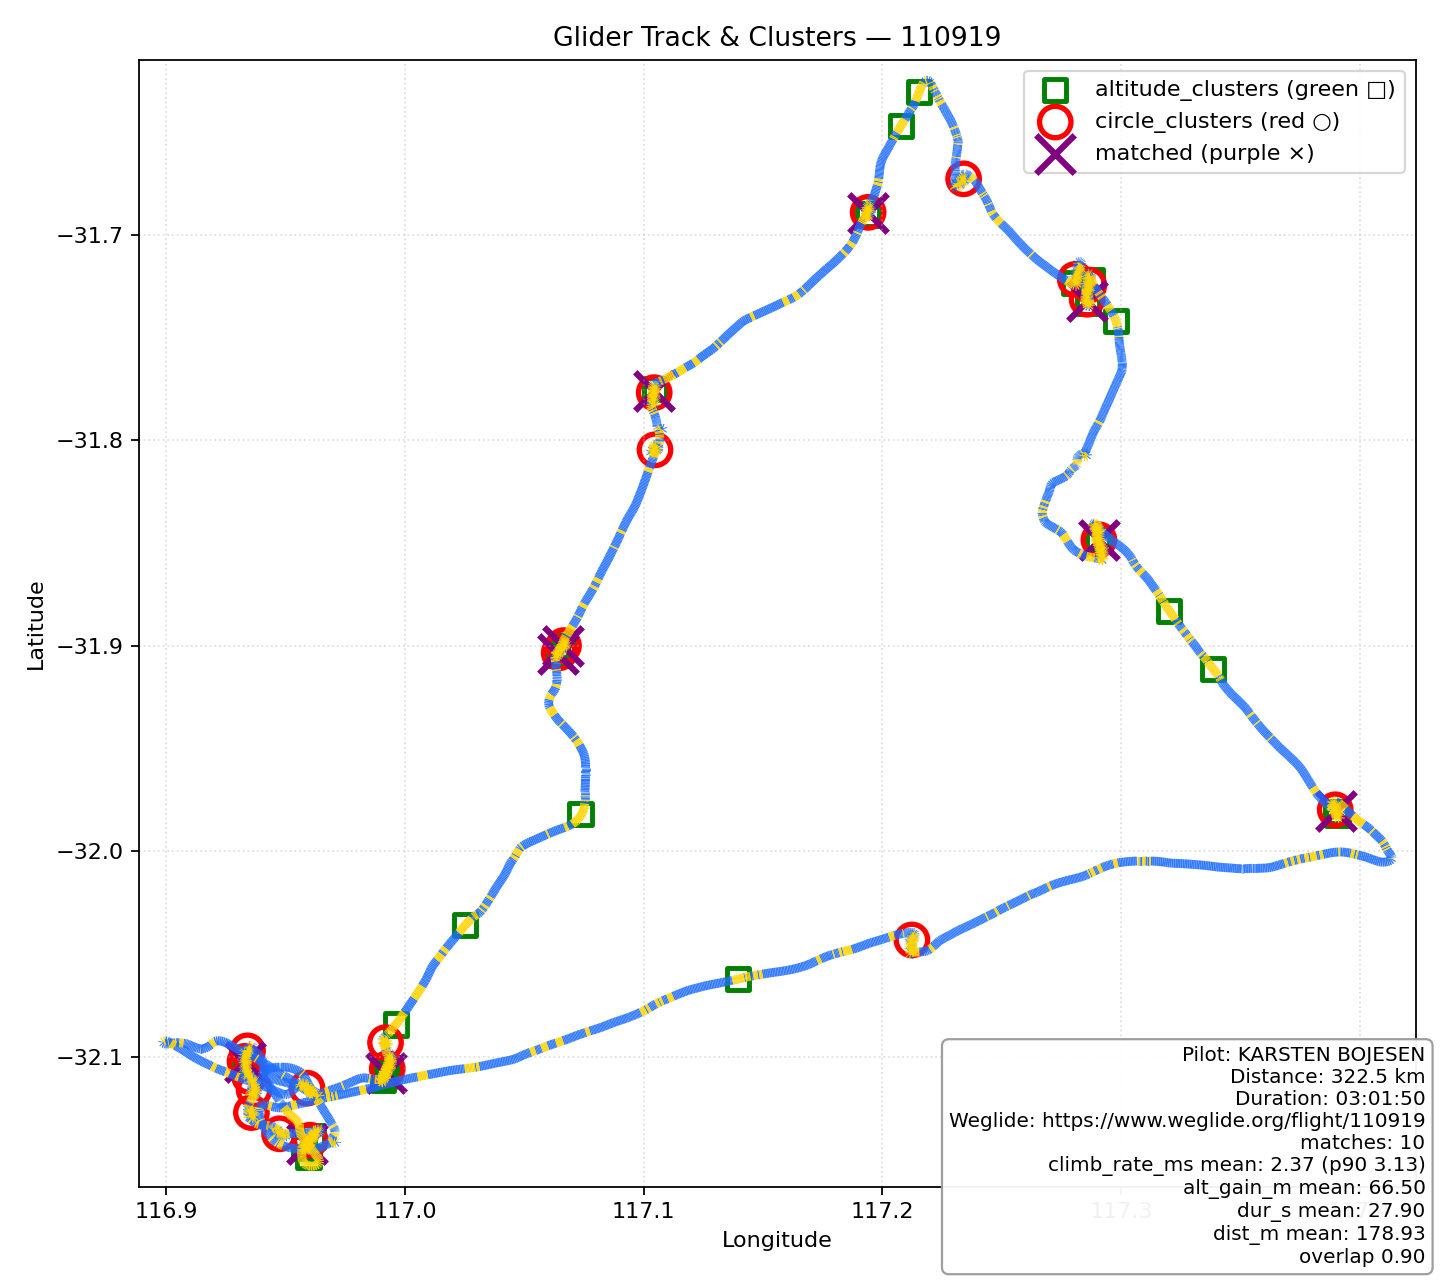 Glider Track & Clusters — 110919
altitude_clusters (green □)
circle_clusters (red ○)
matched (purple ×)
−31.7
−31.8
−31.9
−32.0
−32.1
Latitude
116.9
117.0
117.1
117.2
117.3
Longitude
Pilot: KARSTEN BOJESEN
Distance: 322.5 km
Duration: 03:01:50
Weglide: https://www.weglide.org/flight/110919
matches: 10
climb_rate_ms mean: 2.37 (p90 3.13)
alt_gain_m mean: 66.50
dur_s mean: 27.90
dist_m mean: 178.93
overlap 0.90